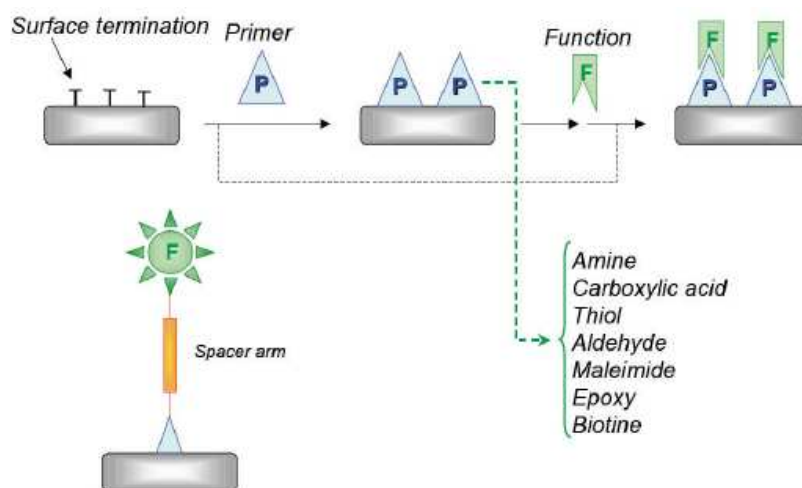 Surface termination
Primer
Function
T T T
P
P P
F
F F
P P
F
Spacer arm
Amine
Carboxylic acid
Thiol
Aldehyde
Maleimide
Epoxy
Biotine